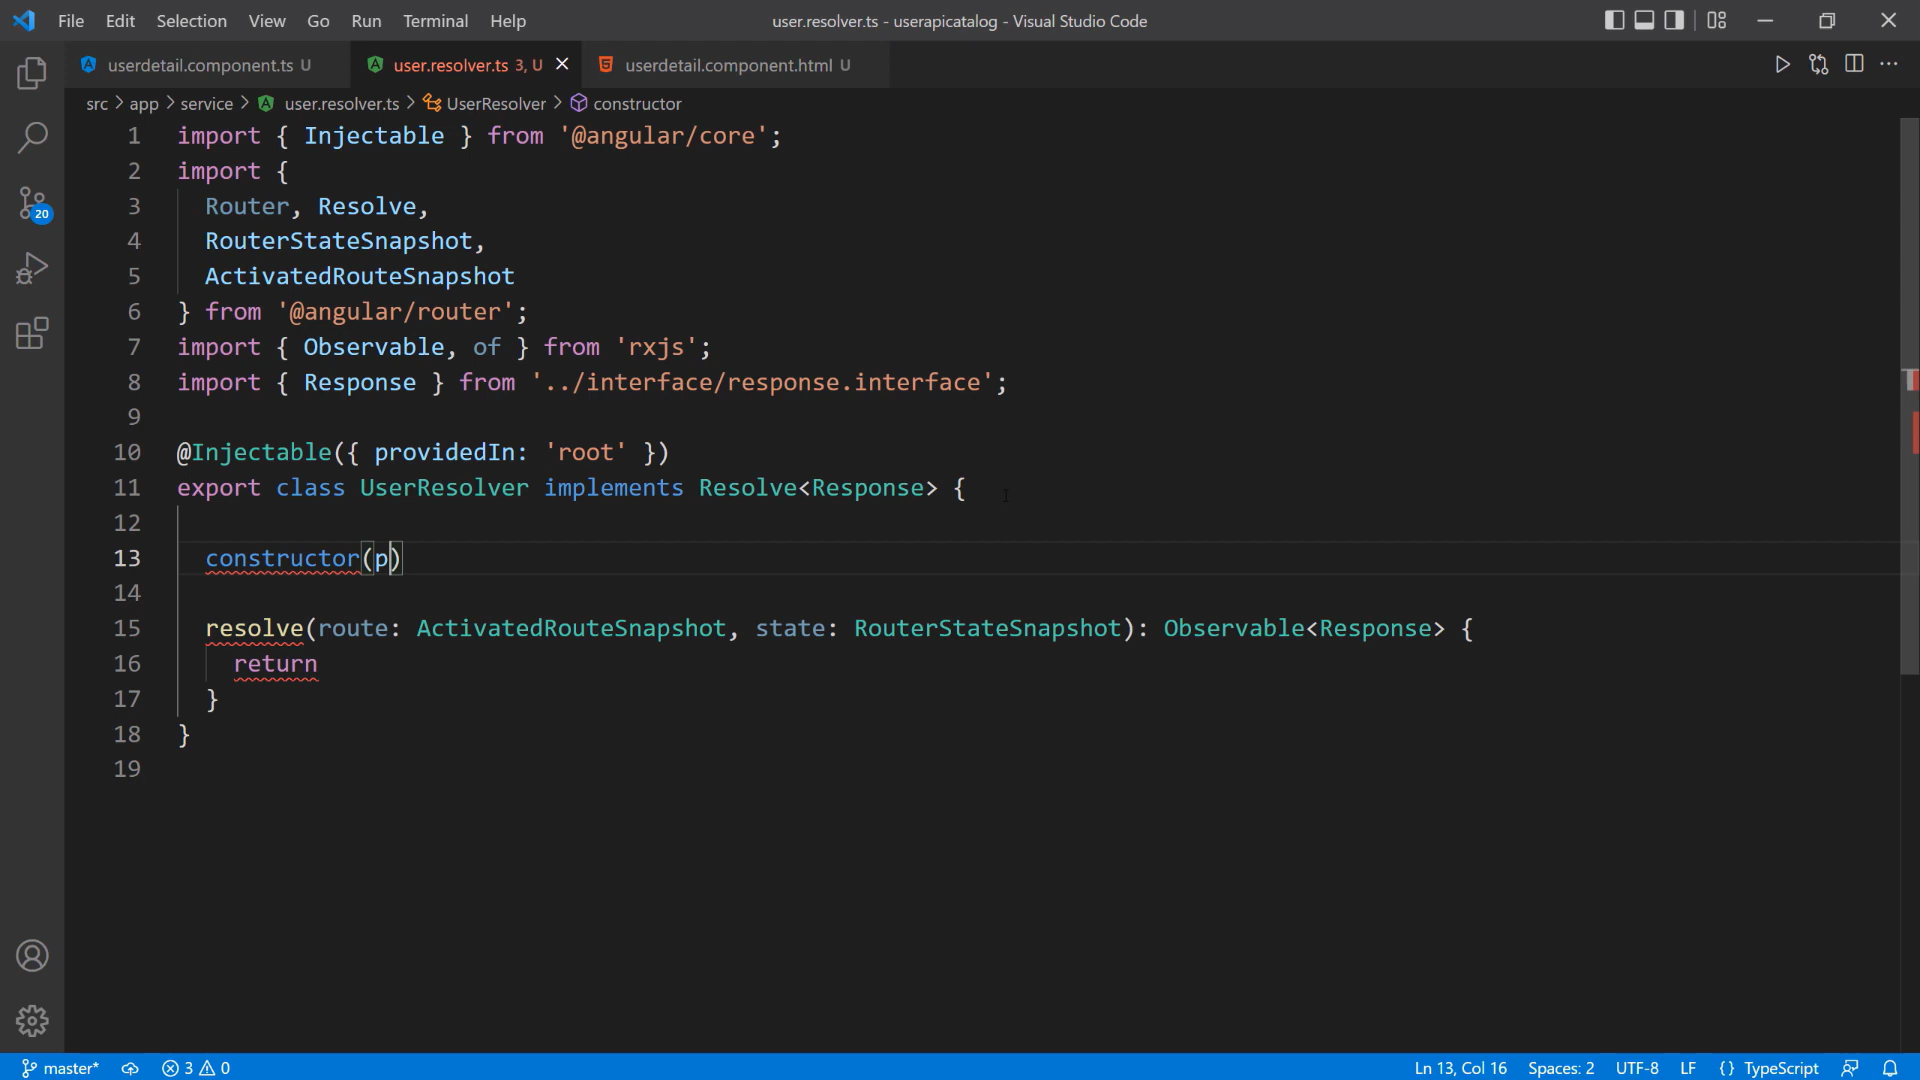 File Edit Selection View Go Run Terminal Help user.resolver.ts - userapicatalog - Visual Studio Code
userdetail.component.ts U user.resolver.ts 3, U userdetail.component.html U
src > app > service > user.resolver.ts > UserResolver > constructor
1 import { Injectable } from '@angular/core';
2 import {
3 Router, Resolve,
4 RouterStateSnapshot,
5 ActivatedRouteSnapshot
6 } from '@angular/router';
7 import { Observable, of } from 'rxjs';
8 import { Response } from '../interface/response.interface';
9
10 @Injectable({ providedIn: 'root' })
11 export class UserResolver implements Resolve<Response> {
12
13 constructor(p)
14
15 resolve(route: ActivatedRouteSnapshot, state: RouterStateSnapshot): Observable<Response> {
16 return
17 }
18 }
19
20
master* 3 0 Ln 13, Col 16 Spaces: 2 UTF-8 LF {} TypeScript